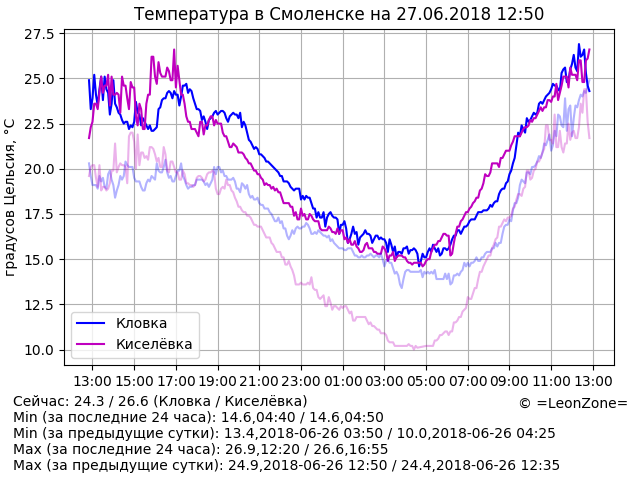 Температура в Смоленске на 27.06.2018 12:50
градусов Цельсия, °C
27.5
25.0
22.5
20.0
17.5
15.0
12.5
10.0
Кловка
Киселёвка
13:00 15:00 17:00 19:00 21:00 23:00 01:00 03:00 05:00 07:00 09:00 11:00 13:00
Сейчас: 24.3 / 26.6 (Кловка / Киселёвка)
© =LeonZone=
Min (за последние 24 часа): 14.6,04:40 / 14.6,04:50
Min (за предыдущие сутки): 13.4,2018-06-26 03:50 / 10.0,2018-06-26 04:25
Max (за последние 24 часа): 26.9,12:20 / 26.6,16:55
Max (за предыдущие сутки): 24.9,2018-06-26 12:50 / 24.4,2018-06-26 12:35